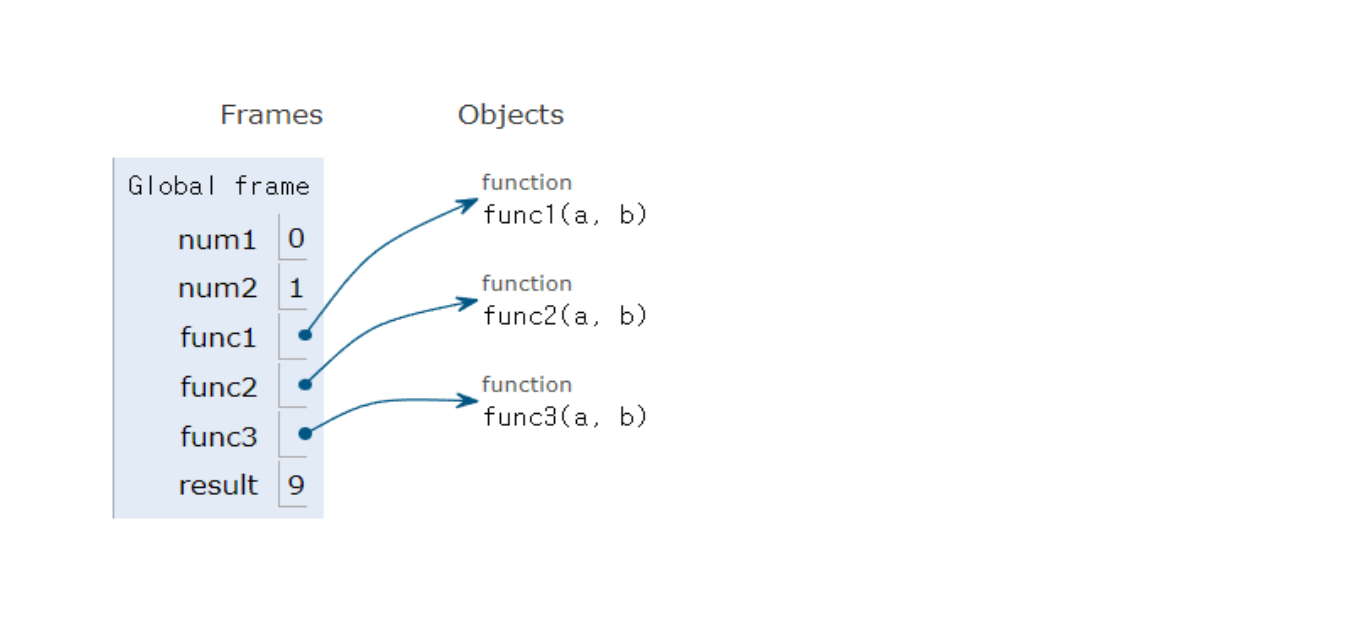 Frames Objects
Global frame
num1 0
num2 1
func1
func2
func3
result 9
function
func1(a, b)
function
func2(a, b)
function
func3(a, b)